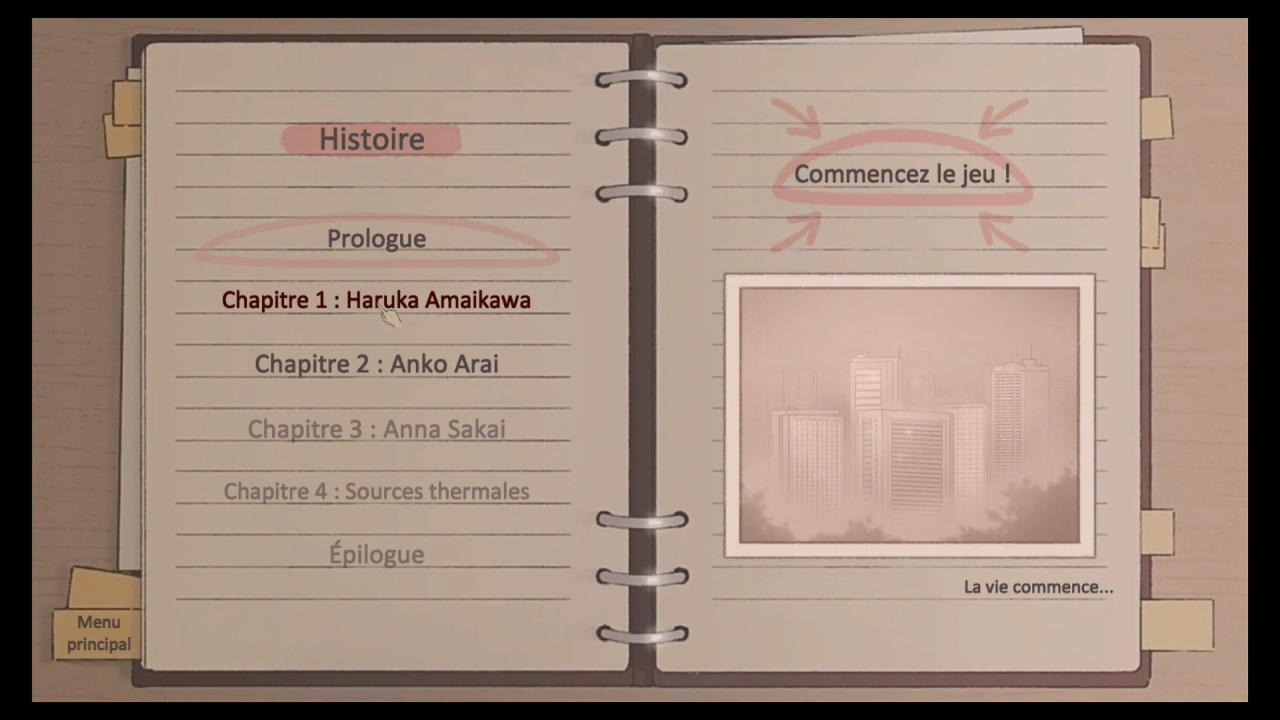 Histoire
Prologue
Chapitre 1 : Haruka Amaikawa
Chapitre 2 : Anko Arai
Chapitre 3 : Anna Sakai
Chapitre 4 : Sources thermales
Épilogue
Menu
principal
Commencez le jeu !
La vie commence...